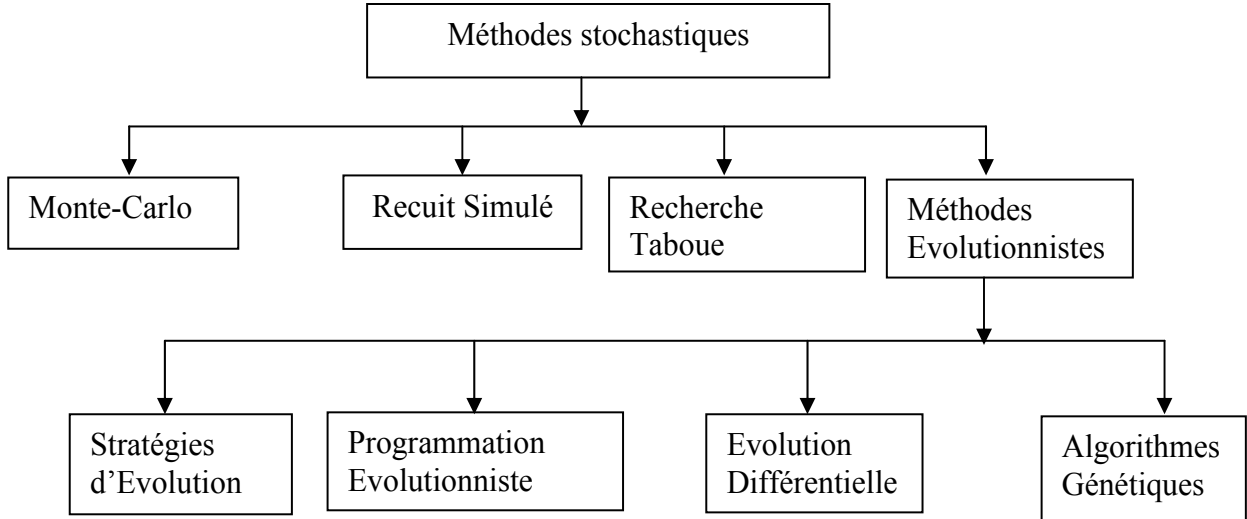 Méthodes stochastiques
Monte-Carlo
Recuit Simulé
Recherche
Taboue
Méthodes
Evolutionnistes
Stratégies
d’Evolution
Programmation
Evolutionniste
Evolution
Différentielle
Algorithmes
Génétiques